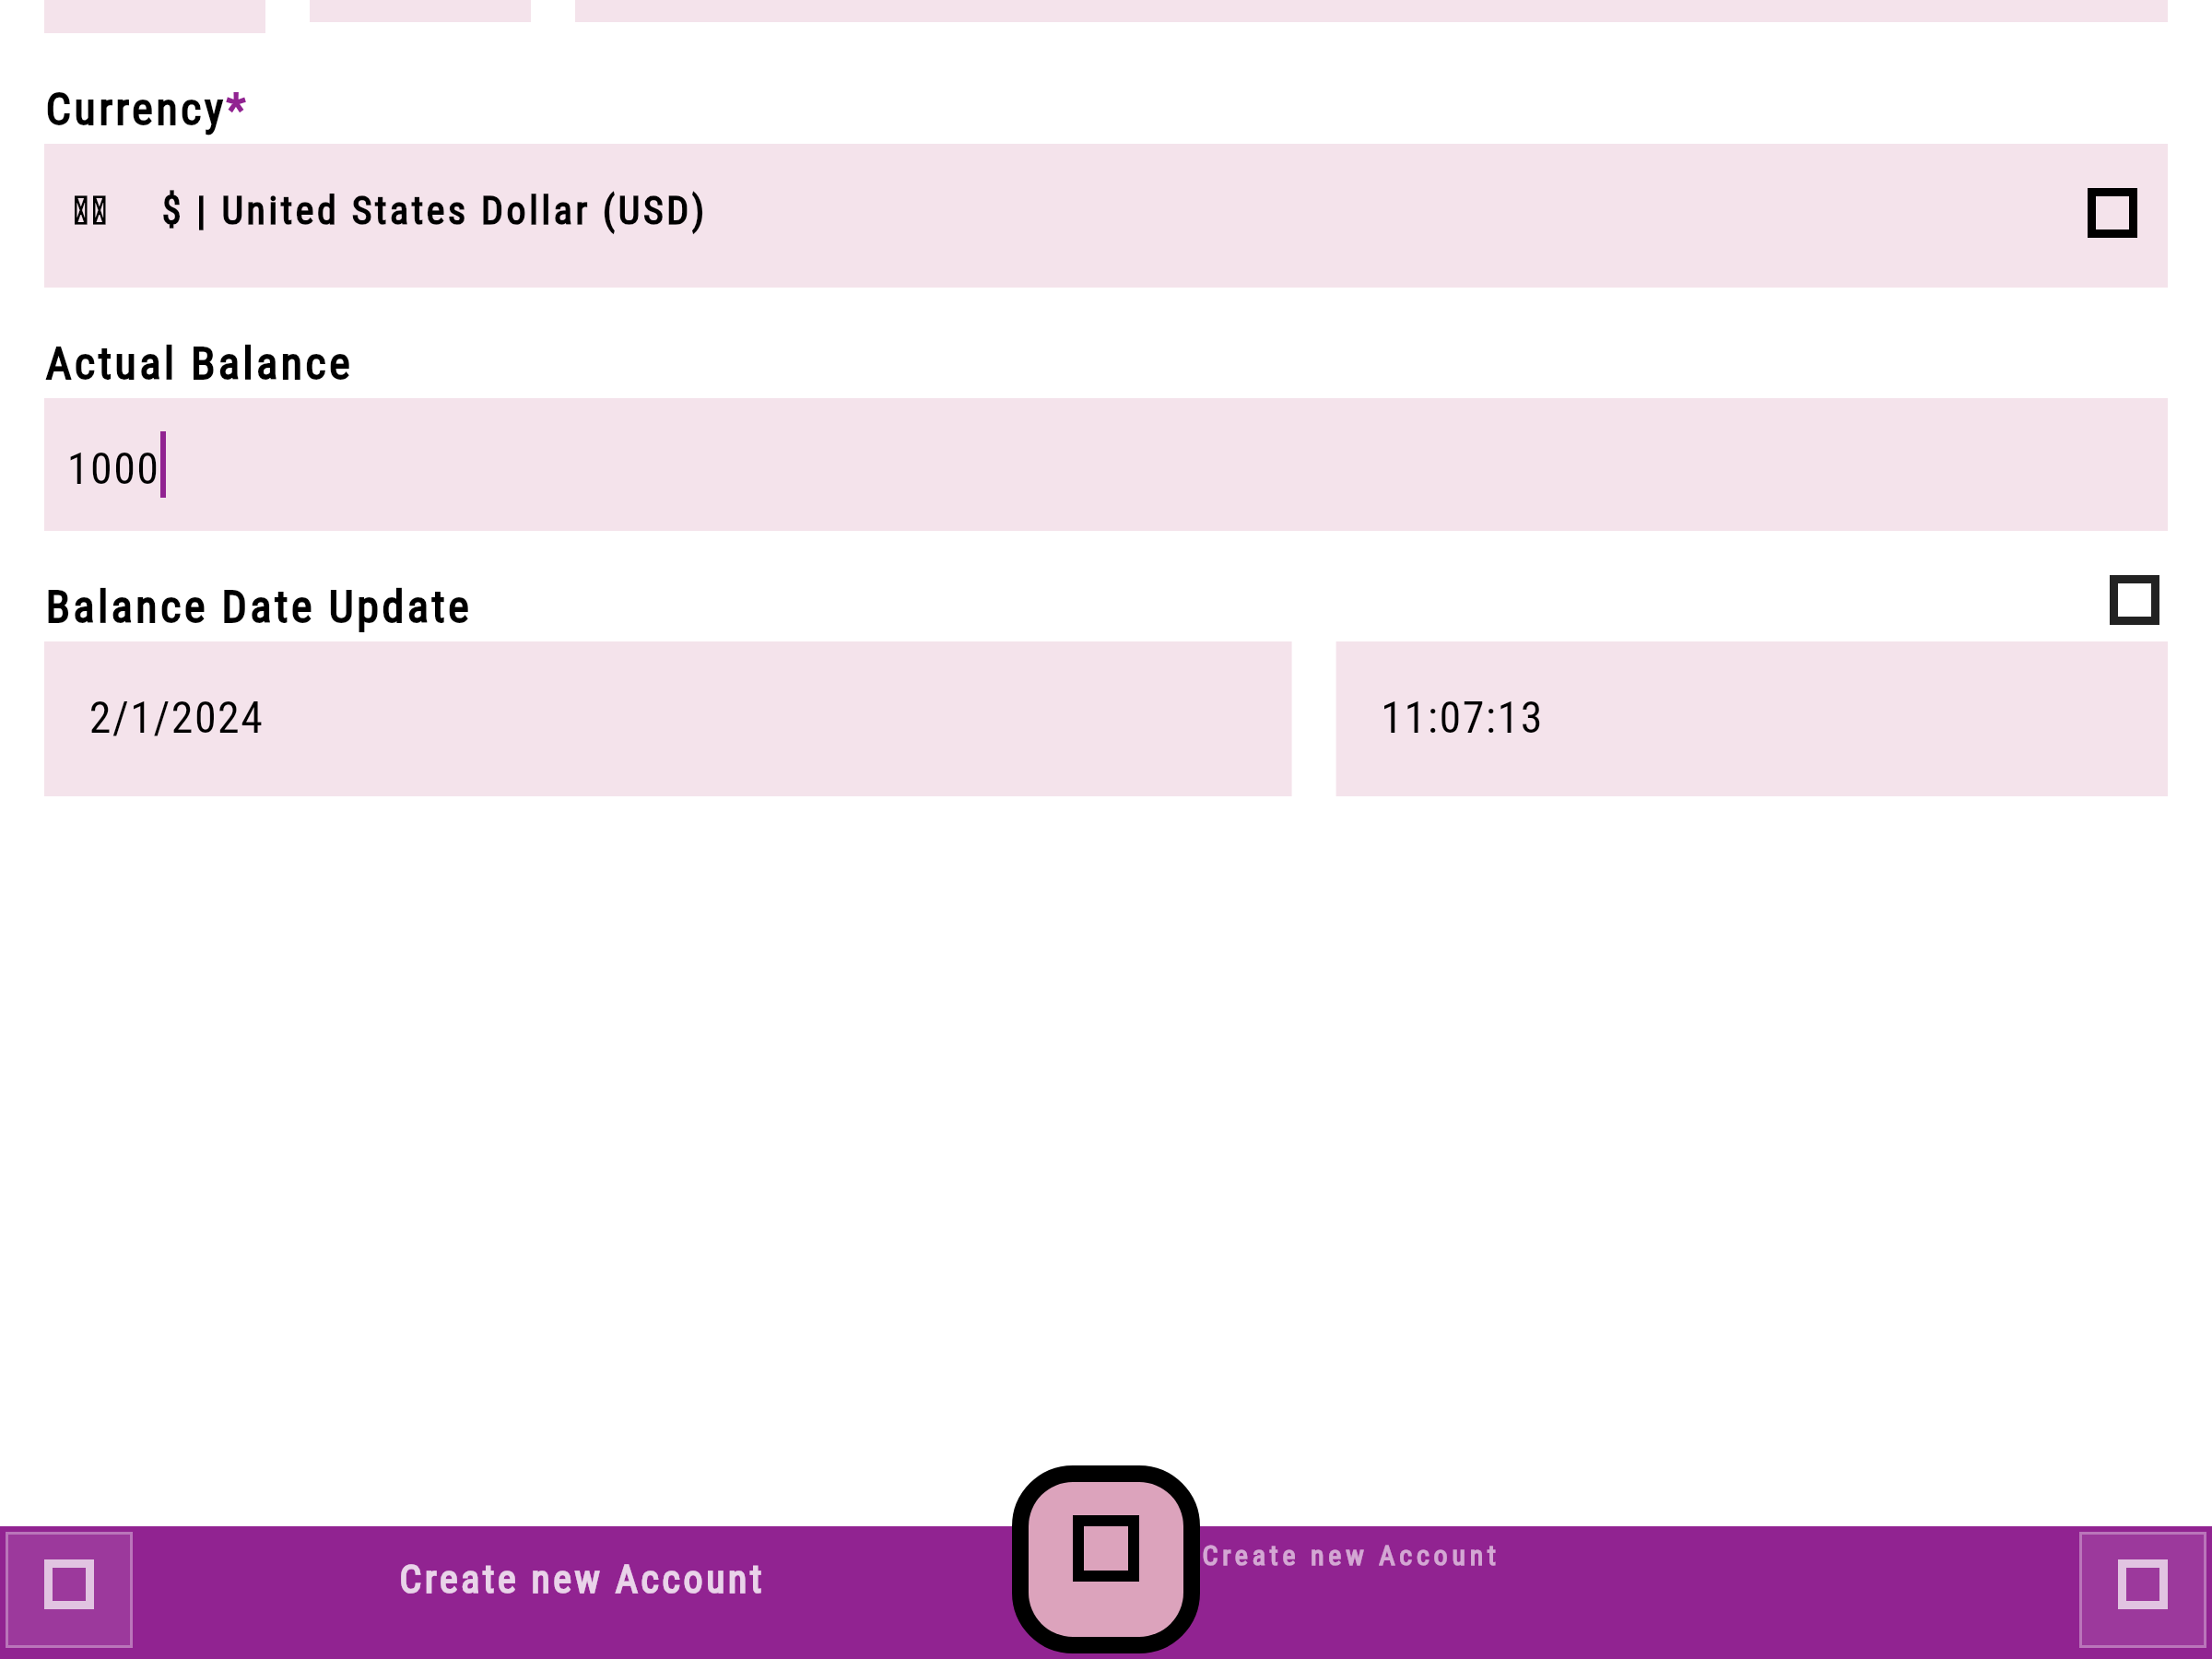 Currency*
$ | United States Dollar (USD)
Actual Balance
1000
Balance Date Update
2/1/2024
11:07:13
Create new Account
Create new Account